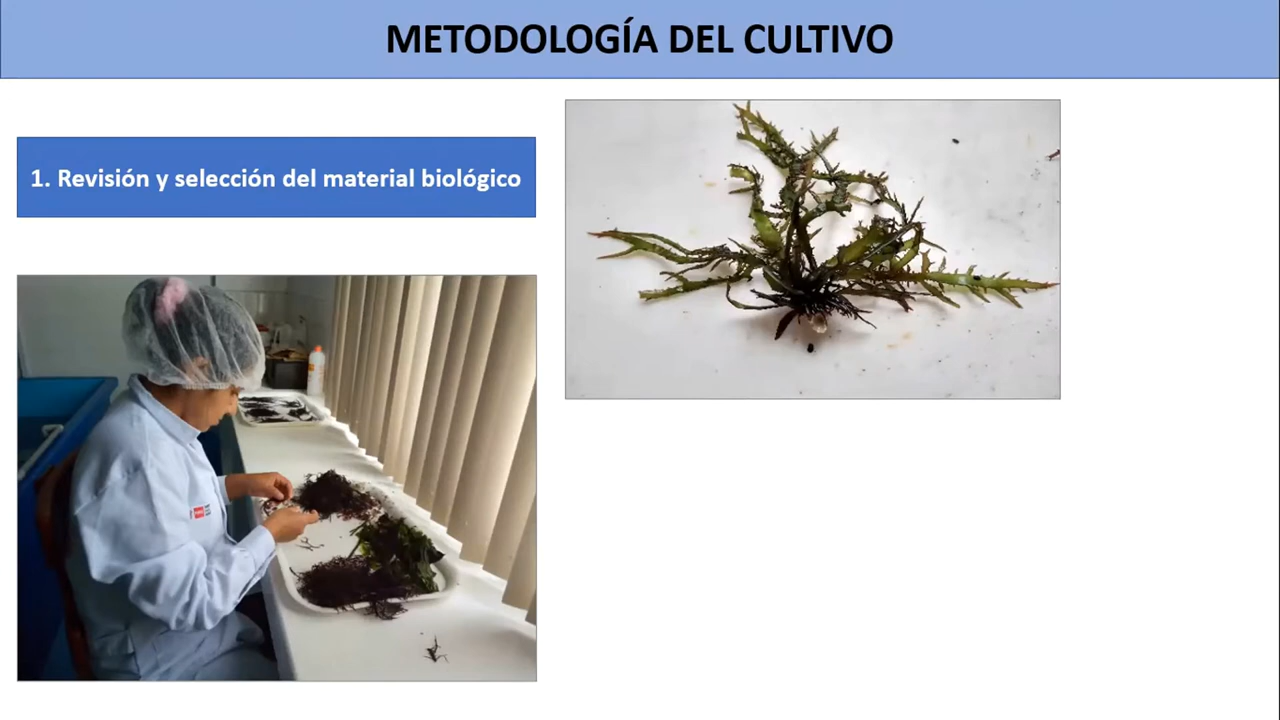 METODOLOGÍA DEL CULTIVO
1. Revisión y selección del material biológico